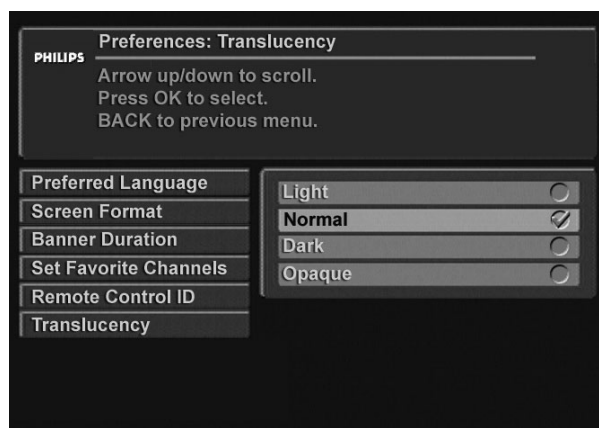 Preferences: Translucency
PHILIPS
Arrow up/down to scroll.
Press OK to select.
BACK to previous menu.
Preferred Language
Screen Format
Banner Duration
Set Favorite Channels
Remote Control ID
Translucency
Light
Normal
Dark
Opaque